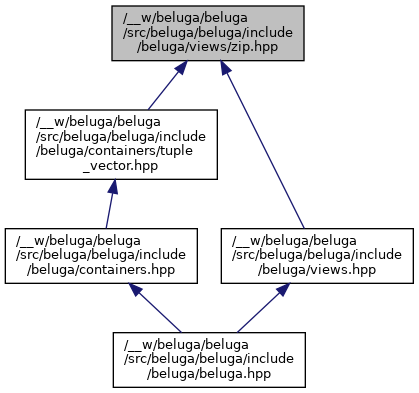 /__w/beluga/beluga
/src/beluga/beluga/include
/beluga/views/zip.hpp
/__w/beluga/beluga
/src/beluga/beluga/include
/beluga/containers/tuple
_vector.hpp
/__w/beluga/beluga
/src/beluga/beluga/include
/beluga/containers.hpp
/__w/beluga/beluga
/src/beluga/beluga/include
/beluga/views.hpp
/__w/beluga/beluga
/src/beluga/beluga/include
/beluga/beluga.hpp